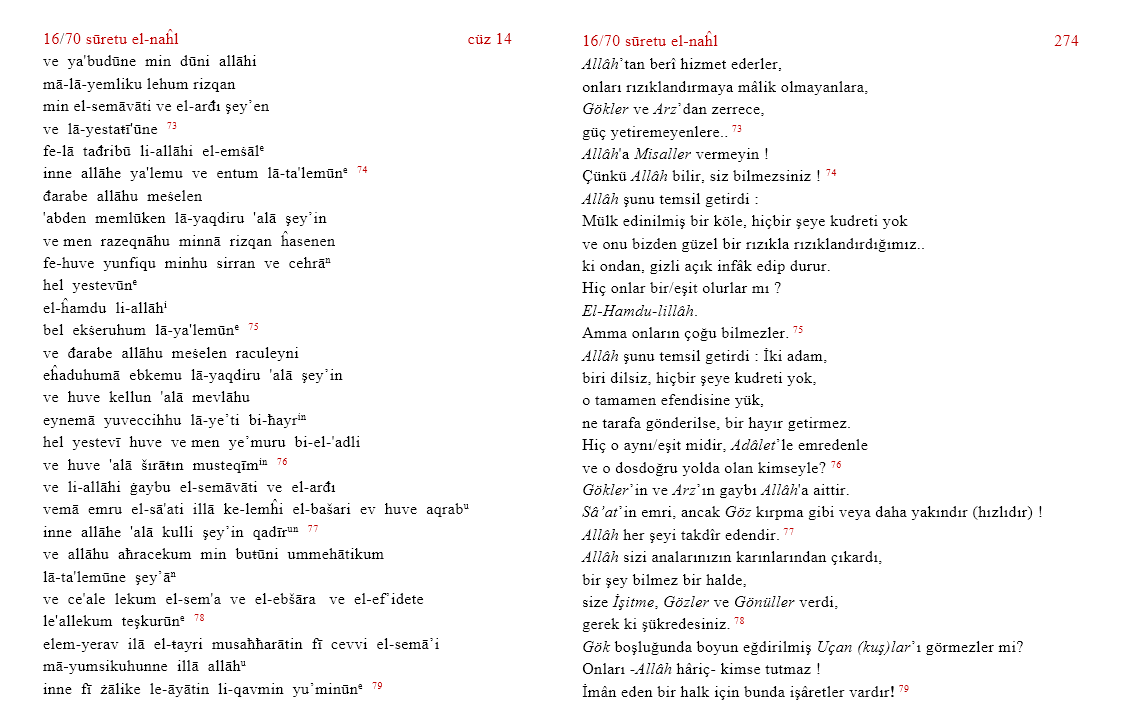 16/70 sūretu el-naĥl cüz 14
ve ya'budūne min dūni allāhi
mā-lā-yemliku lehum rizqan
min el-semāvāti ve el-arđı şey’en
ve lā-yestaŧī'ūne 73
fe-lā tađribū li-allāhi el-emṡālᵉ
inne allāhe ya'lemu ve entum lā-ta'lemūnᵉ 74
đarabe allāhu meṡelen
'abden memlūken lā-yaqdiru 'alā şey’in
ve men razeqnāhu minnā rizqan ĥasenen
fe-huve yunfiqu minhu sirran ve cehrāⁿ
hel yestevūnᵉ
el-ĥamdu li-allāhⁱ
bel ekṡeruhum lā-ya'lemūnᵉ 75
ve đarabe allāhu meṡelen raculeyni
eĥaduhumā ebkemu lā-yaqdiru 'alā şey’in
ve huve kellun 'alā mevlāhu
eynemā yuveccihhu lā-ye’ti bi-ħayrⁱⁿ
hel yestevī huve ve men ye’muru bi-el-'adli
ve huve 'alā šırāŧın musteqīmⁱⁿ 76
ve li-allāhi ġaybu el-semāvāti ve el-arđı
vemā emru el-sā'ati illā ke-lemĥi el-bašari ev huve aqrabᵘ
inne allāhe 'alā kulli şey’in qadīrᵘⁿ 77
ve allāhu aħracekum min buŧūni ummehātikum
lā-ta'lemūne şey’āⁿ
ve ce'ale lekum el-sem'a ve el-ebšāra ve el-ef’idete
le'allekum teşkurūnᵉ 78
elem-yerav ilā el-ŧayri musaħħarātin fī cevvi el-semā’i
mā-yumsikuhunne illā allāhᵘ
inne fī żālike le-āyātin li-qavmin yu’minūnᵉ 79
16/70 sūretu el-naĥl 274
Allâh’tan berî hizmet ederler,
onları rızıklandırmaya mâlik olmayanlara,
Gökler ve Arz’dan zerrece,
güç yetiremeyenlere.. 73
Allâh'a Misaller vermeyin !
Çünkü Allâh bilir, siz bilmezsiniz ! 74
Allâh şunu temsil getirdi :
Mülk edinilmiş bir köle, hiçbir şeye kudreti yok
ve onu bizden güzel bir rızıkla rızıklandırdığımız..
ki ondan, gizli açık infâk edip durur.
Hiç onlar bir/eşit olurlar mı ?
El-Hamdu-lillâh.
Amma onların çoğu bilmezler. 75
Allâh şunu temsil getirdi : İki adam,
biri dilsiz, hiçbir şeye kudreti yok,
o tamamen efendisine yük,
ne tarafa gönderilse, bir hayır getirmez.
Hiç o aynı/eşit midir, Adâlet’le emredenle
ve o dosdoğru yolda olan kimseyle? 76
Gökler’in ve Arz’ın gaybı Allâh'a aittir.
Sâ’at’in emri, ancak Göz kırpma gibi veya daha yakındır (hızlıdır) !
Allâh her şeyi takdîr edendir. 77
Allâh sizi analarınızın karınlarından çıkardı,
bir şey bilmez bir halde,
size İşitme, Gözler ve Gönüller verdi,
gerek ki şükredesiniz. 78
Gök boşluğunda boyun eğdirilmiş Uçan (kuş)lar’ı görmezler mi?
Onları -Allâh hâriç- kimse tutmaz !
İmân eden bir halk için bunda işâretler vardır! 79